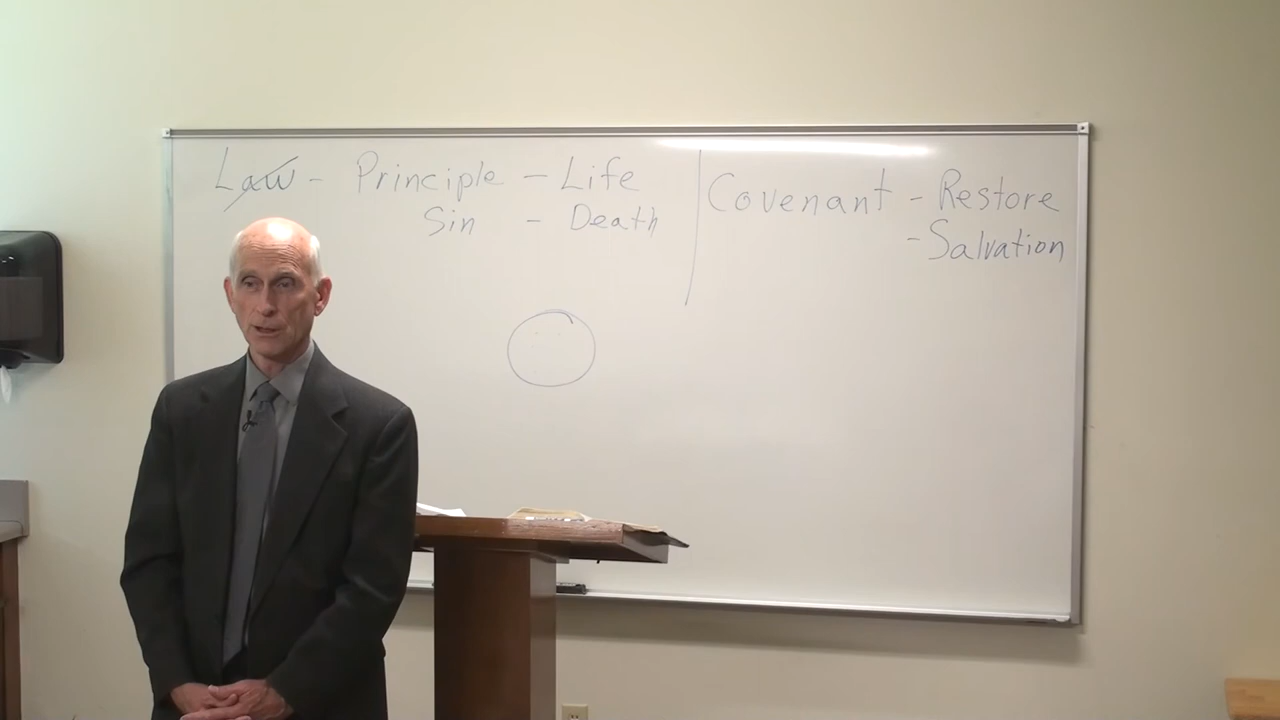 Law - Principle - Life
Sin - Death
Covenant - Restore
- Salvation